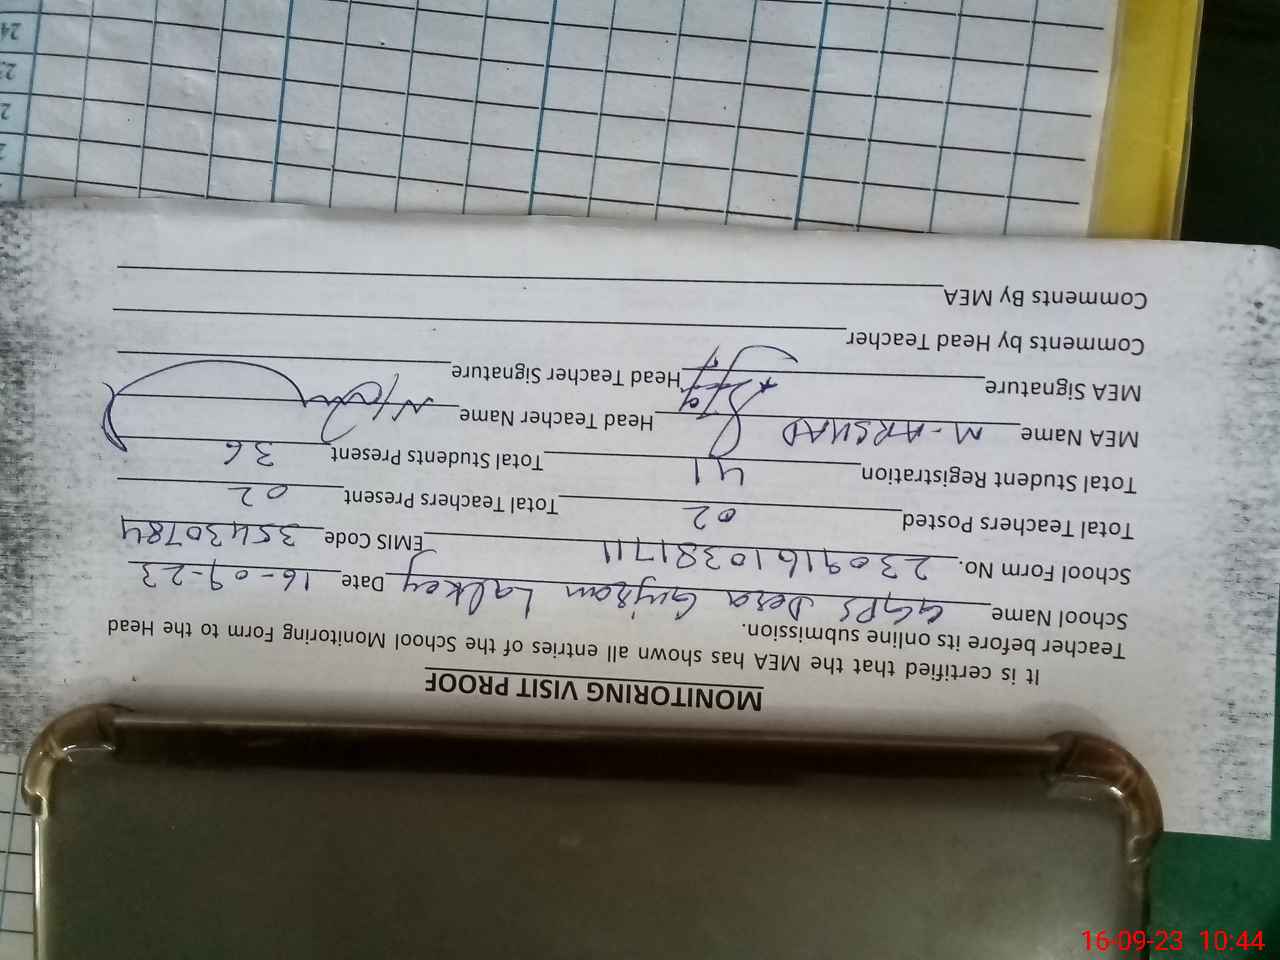 MONITORING VISIT PROOF
It is certified that the MEA has shown all entries of the School Monitoring Form to the Head
Teacher before its online submission.
School Name GGPS Dera Gujran Lalkey Date 16-09-23
School Form No. 23091610381711 EMIS Code 35430784
Total Teachers Posted 02 Total Teachers Present 02
Total Student Registration 41 Total Students Present 36
MEA Name M-ARSHAD Head Teacher Name
MEA Signature Head Teacher Signature
Comments by Head Teacher
Comments By MEA
24
16-09-23 10:44